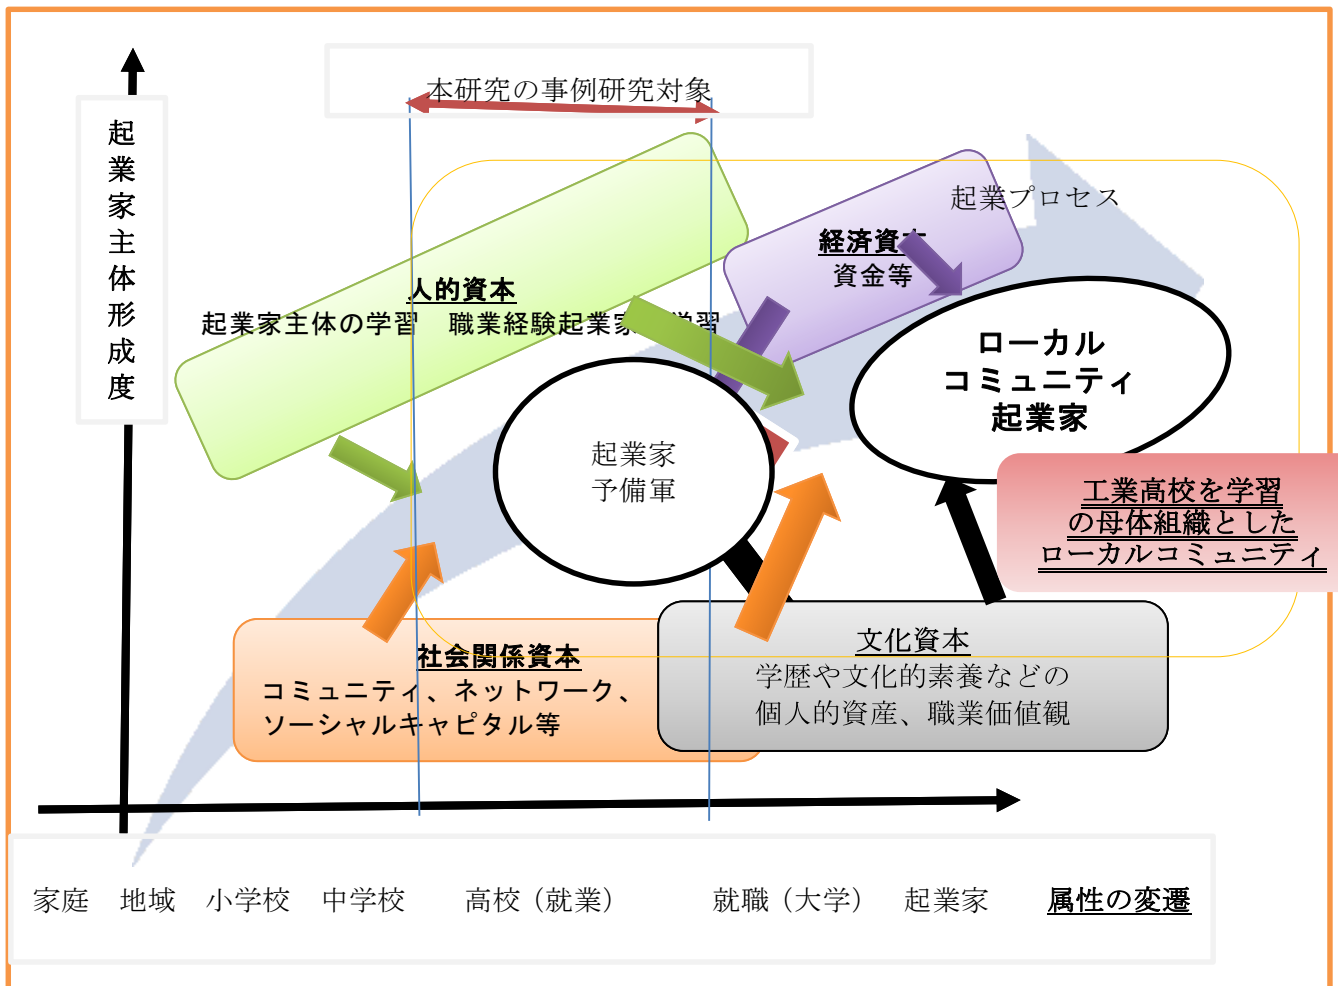 本研究の事例研究対象
起業家主体形成度
起業プロセス
経済資本
資金等
人的資本
起業家主体の学習　職業経験起業家 学習
ローカル
コミュニティ
起業家
起業家
予備軍
工業高校を学習
の母体組織とした
ローカルコミュニティ
社会関係資本
コミュニティ、ネットワーク、
ソーシャルキャピタル等
文化資本
学歴や文化的素養などの
個人的資産、職業価値観
家庭　地域　小学校　中学校　高校（就業）　就職（大学）　起業家　属性の変遷